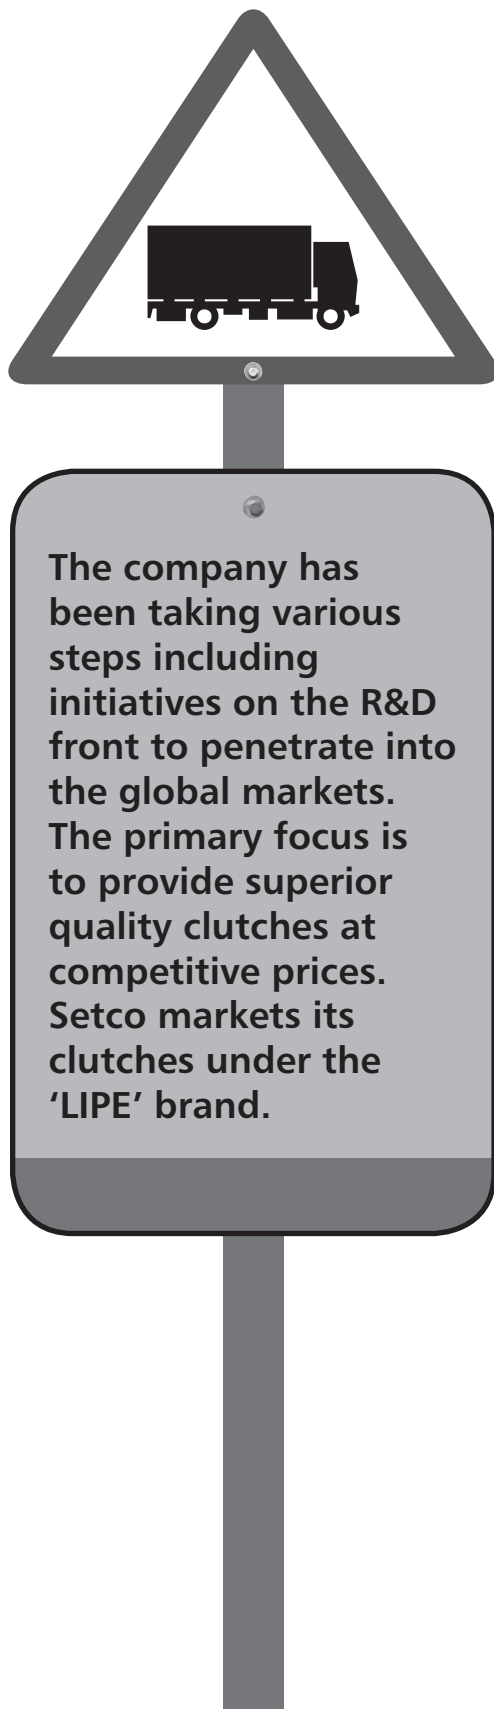 The company has
been taking various
steps including
initiatives on the R&D
front to penetrate into
the global markets.
The primary focus is
to provide superior
quality clutches at
competitive prices.
Setco markets its
clutches under the
‘LIPE’ brand.